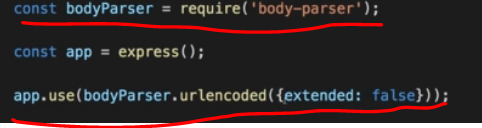 const bodyParser = require('body-parser');
const app = express();
app.use(bodyParser.urlencoded({extended: false}));